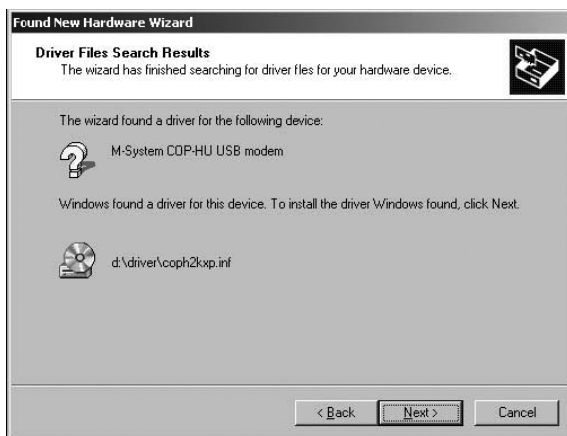 Found New Hardware Wizard
Driver Files Search Results
The wizard has finished searching for driver fles for your hardware device.
The wizard found a driver for the following device:
M-System COP-HU USB modem
Windows found a driver for this device. To install the driver Windows found, click Next.
d:\driver\coph2kxp.inf
< Back Next > Cancel